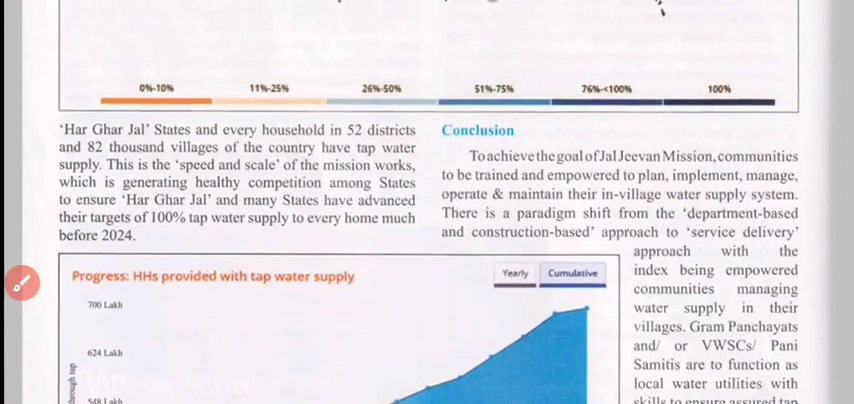 0%-10% 11%-25% 26%-50% 51%-75% 76%-<100% 100%
‘Har Ghar Jal’ States and every household in 52 districts
and 82 thousand villages of the country have tap water
supply. This is the ‘speed and scale’ of the mission works,
which is generating healthy competition among States
to ensure ‘Har Ghar Jal’ and many States have advanced
their targets of 100% tap water supply to every home much
before 2024.
Progress: HHs provided with tap water supply
Yearly Cumulative
700 Lakh
624 Lakh
548 Lakh
through tap
Conclusion
To achieve the goal of Jal Jeevan Mission, communities
to be trained and empowered to plan, implement, manage,
operate & maintain their in-village water supply system.
There is a paradigm shift from the ‘department-based
and construction-based’ approach to ‘service delivery’
approach with the
index being empowered
communities managing
water supply in their
villages. Gram Panchayats
and/ or VWSCs/ Pani
Samitis are to function as
local water utilities with
skills to ensure assured tap